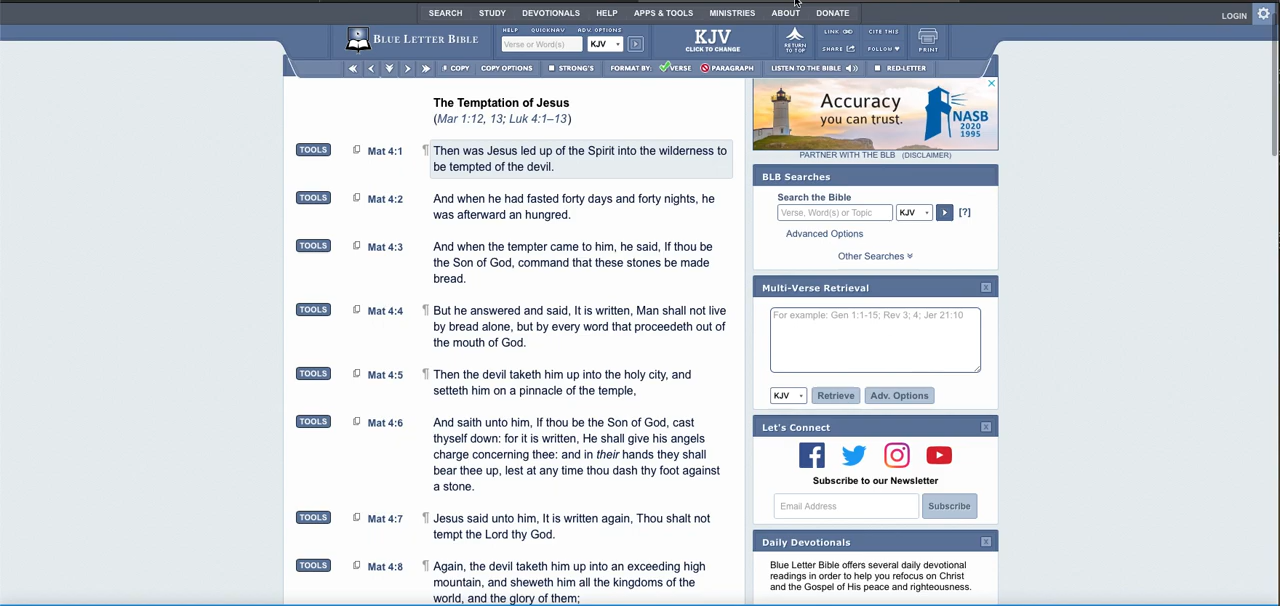 SEARCH STUDY DEVOTIONALS HELP APPS & TOOLS MINISTRIES ABOUT DONATE
LOGIN
BLUE LETTER BIBLE
HELP QUICKNAV ADV. OPTIONS
Verse or Word(s) KJV
KJV
CLICK TO CHANGE
RETURN
TO TOP
LINK CITE THIS
SHARE FOLLOW PRINT
COPY COPY OPTIONS STRONG'S FORMAT BY: VERSE PARAGRAPH LISTEN TO THE BIBLE RED-LETTER
The Temptation of Jesus
(Mar 1:12, 13; Luk 4:1–13)
TOOLS Mat 4:1 ¶ Then was Jesus led up of the Spirit into the wilderness to
be tempted of the devil.
TOOLS Mat 4:2 And when he had fasted forty days and forty nights, he
was afterward an hungred.
TOOLS Mat 4:3 And when the tempter came to him, he said, If thou be
the Son of God, command that these stones be made
bread.
TOOLS Mat 4:4 ¶ But he answered and said, It is written, Man shall not live
by bread alone, but by every word that proceedeth out of
the mouth of God.
TOOLS Mat 4:5 ¶ Then the devil taketh him up into the holy city, and
setteth him on a pinnacle of the temple,
TOOLS Mat 4:6 And saith unto him, If thou be the Son of God, cast
thyself down: for it is written, He shall give his angels
charge concerning thee: and in their hands they shall
bear thee up, lest at any time thou dash thy foot against
a stone.
TOOLS Mat 4:7 ¶ Jesus said unto him, It is written again, Thou shalt not
tempt the Lord thy God.
TOOLS Mat 4:8 ¶ Again, the devil taketh him up into an exceeding high
mountain, and sheweth him all the kingdoms of the
world, and the glory of them;
Accuracy
you can trust.
NASB
2020
1995
PARTNER WITH THE BLB (DISCLAIMER)
BLB Searches
Search the Bible
Verse, Word(s) or Topic KJV [?]
Advanced Options
Other Searches
Multi-Verse Retrieval X
For example: Gen 1:1-15; Rev 3; 4; Jer 21:10
KJV Retrieve Adv. Options
Let's Connect X
Subscribe to our Newsletter
Email Address Subscribe
Daily Devotionals X
Blue Letter Bible offers several daily devotional
readings in order to help you refocus on Christ
and the Gospel of His peace and righteousness.